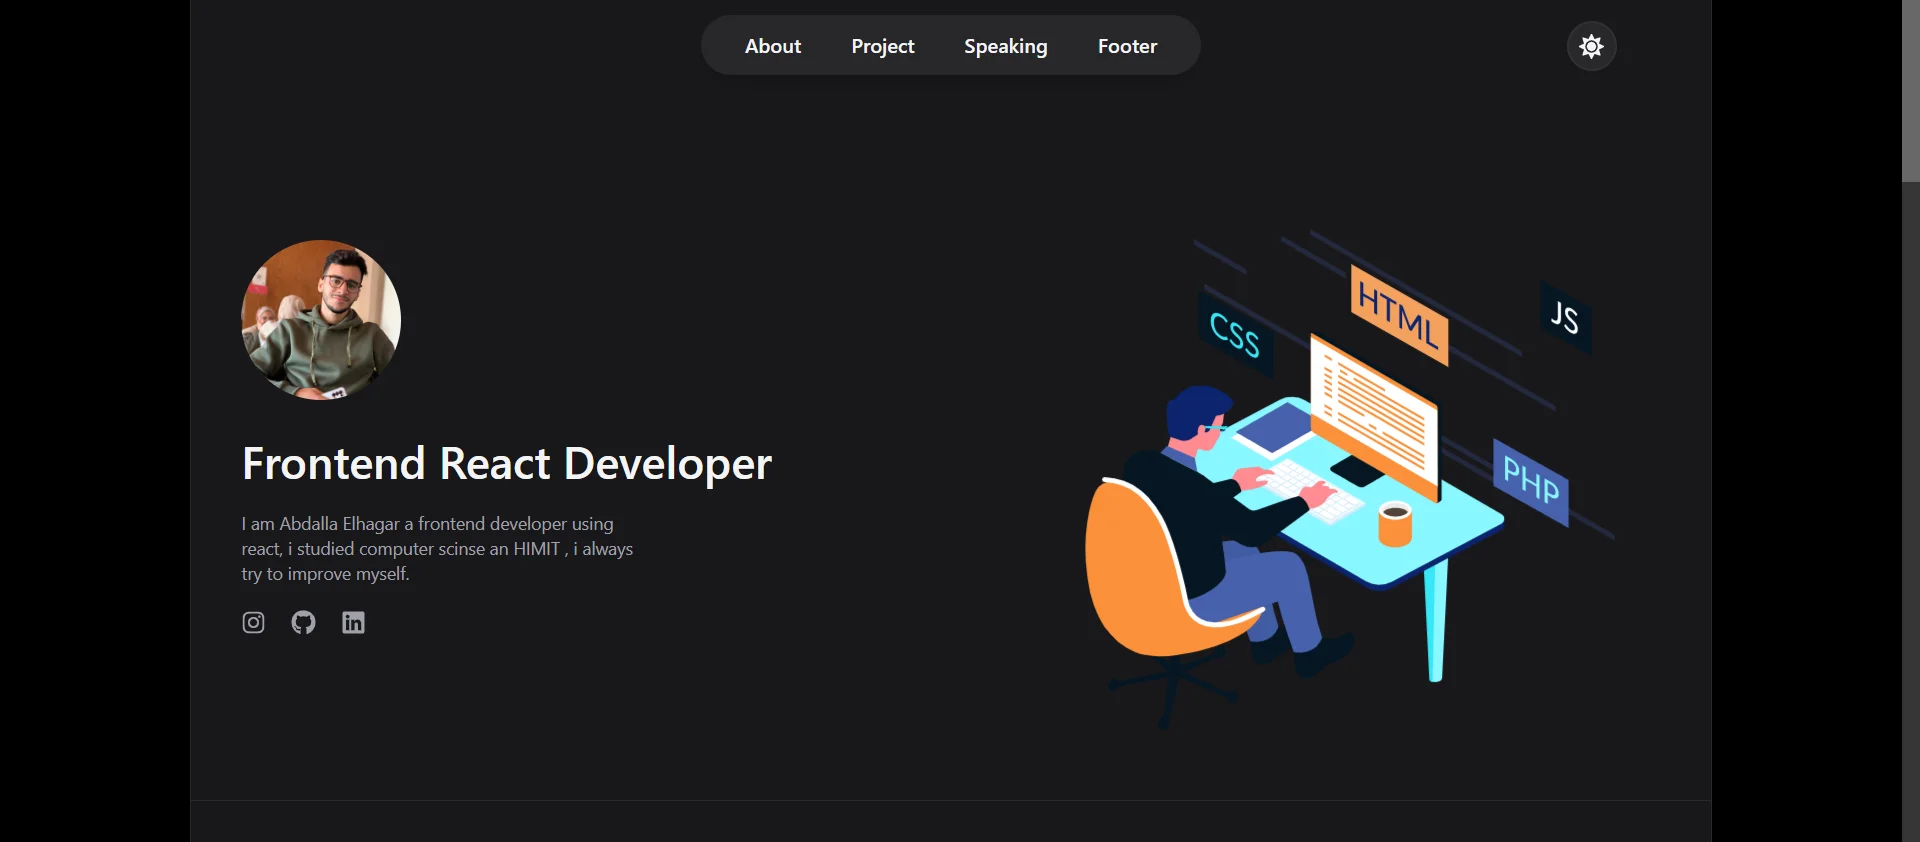 About Project Speaking Footer
CSS
HTML
JS
PHP
Frontend React Developer
I am Abdalla Elhagar a frontend developer using
react, i studied computer scinse an HIMIT , i always
try to improve myself.
in